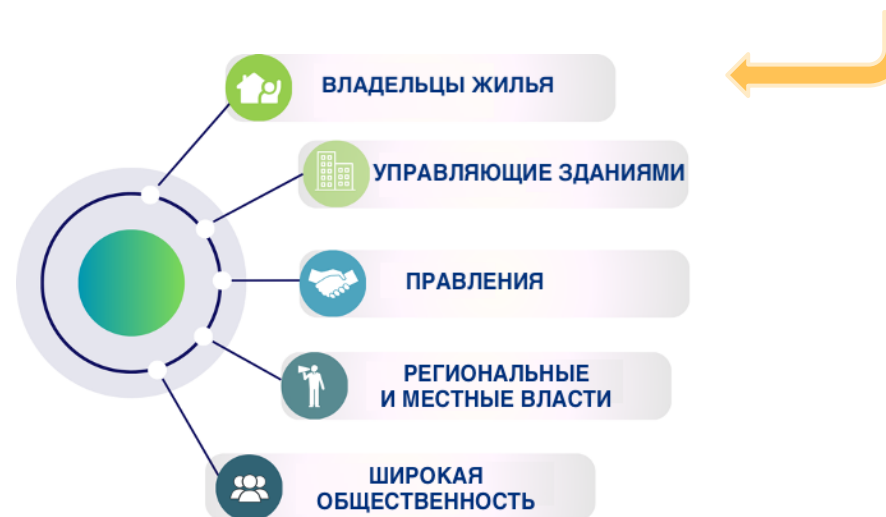 ВЛАДЕЛЬЦЫ ЖИЛЬЯ
УПРАВЛЯЮЩИЕ ЗДАНИЯМИ
ПРАВЛЕНИЯ
РЕГИОНАЛЬНЫЕ
И МЕСТНЫЕ ВЛАСТИ
ШИРОКАЯ
ОБЩЕСТВЕННОСТЬ